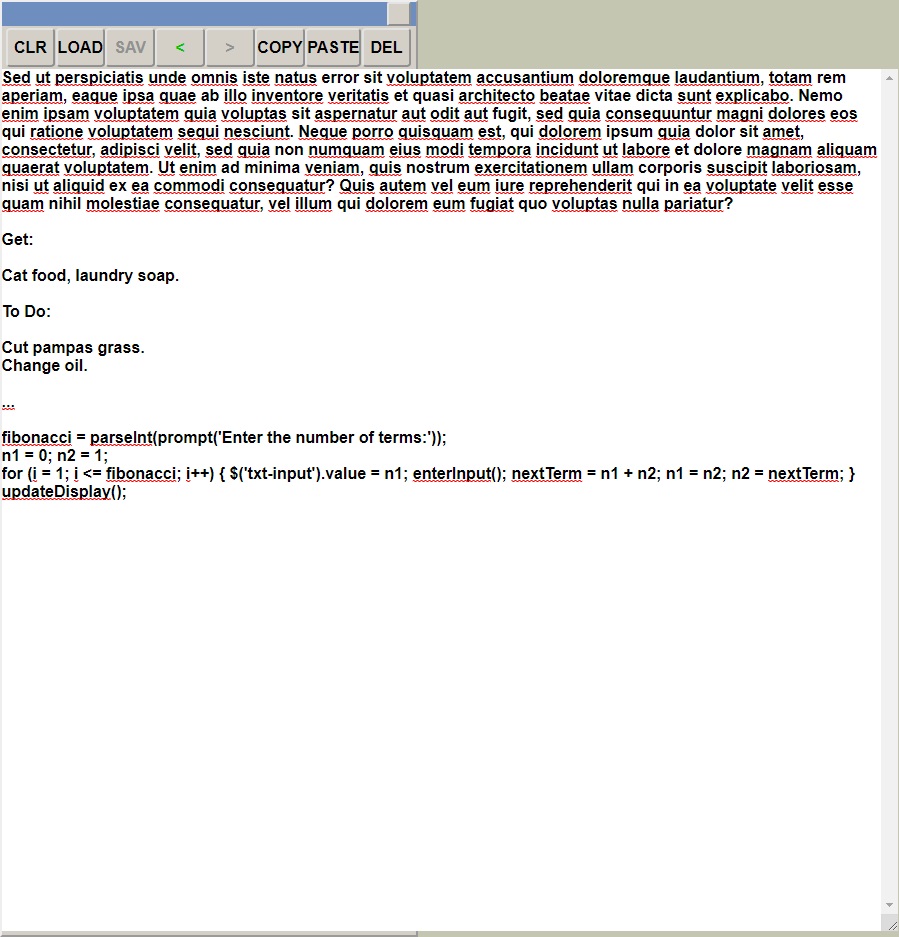 CLR LOAD SAV < > COPY PASTE DEL
Sed ut perspiciatis unde omnis iste natus error sit voluptatem accusantium doloremque laudantium, totam rem
aperiam, eaque ipsa quae ab illo inventore veritatis et quasi architecto beatae vitae dicta sunt explicabo. Nemo
enim ipsam voluptatem quia voluptas sit aspernatur aut odit aut fugit, sed quia consequuntur magni dolores eos
qui ratione voluptatem sequi nesciunt. Neque porro quisquam est, qui dolorem ipsum quia dolor sit amet,
consectetur, adipisci velit, sed quia non numquam eius modi tempora incidunt ut labore et dolore magnam aliquam
quaerat voluptatem. Ut enim ad minima veniam, quis nostrum exercitationem ullam corporis suscipit laboriosam,
nisi ut aliquid ex ea commodi consequatur? Quis autem vel eum iure reprehenderit qui in ea voluptate velit esse
quam nihil molestiae consequatur, vel illum qui dolorem eum fugiat quo voluptas nulla pariatur?
Get:
Cat food, laundry soap.
To Do:
Cut pampas grass.
Change oil.
...
fibonacci = parseInt(prompt('Enter the number of terms:'));
n1 = 0; n2 = 1;
for (i = 1; i <= fibonacci; i++) { $('txt-input').value = n1; enterInput(); nextTerm = n1 + n2; n1 = n2; n2 = nextTerm; }
updateDisplay();